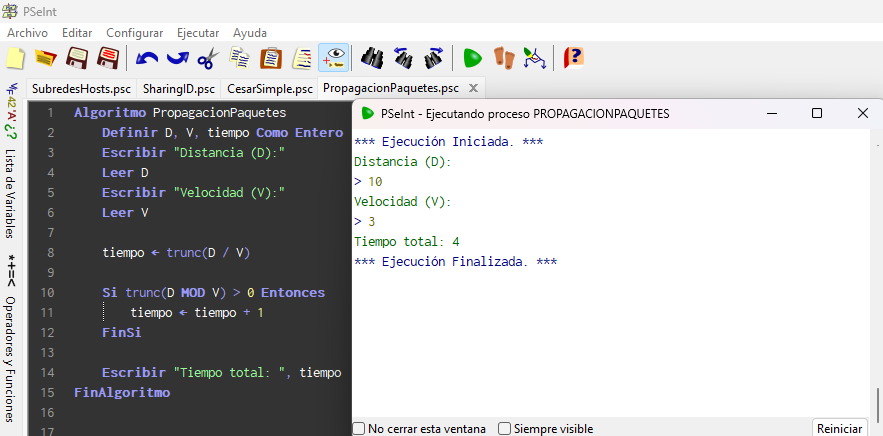 PSeInt
Archivo Editar Configurar Ejecutar Ayuda
SubredesHosts.psc SharingID.psc CesarSimple.psc PropagacionPaquetes.psc
Lista de Variables
Operadores y Funciones
1 Algoritmo PropagacionPaquetes
2 Definir D, V, tiempo Como Entero
3 Escribir "Distancia (D):"
4 Leer D
5 Escribir "Velocidad (V):"
6 Leer V
7
8 tiempo ← trunc(D / V)
9
10 Si trunc(D MOD V) > 0 Entonces
11 tiempo ← tiempo + 1
12 FinSi
13
14 Escribir "Tiempo total: ", tiempo
15 FinAlgoritmo
16
17
PSeInt - Ejecutando proceso PROPAGACIONPAQUETES
*** Ejecución Iniciada. ***
Distancia (D):
> 10
Velocidad (V):
> 3
Tiempo total: 4
*** Ejecución Finalizada. ***
No cerrar esta ventana Siempre visible Reiniciar